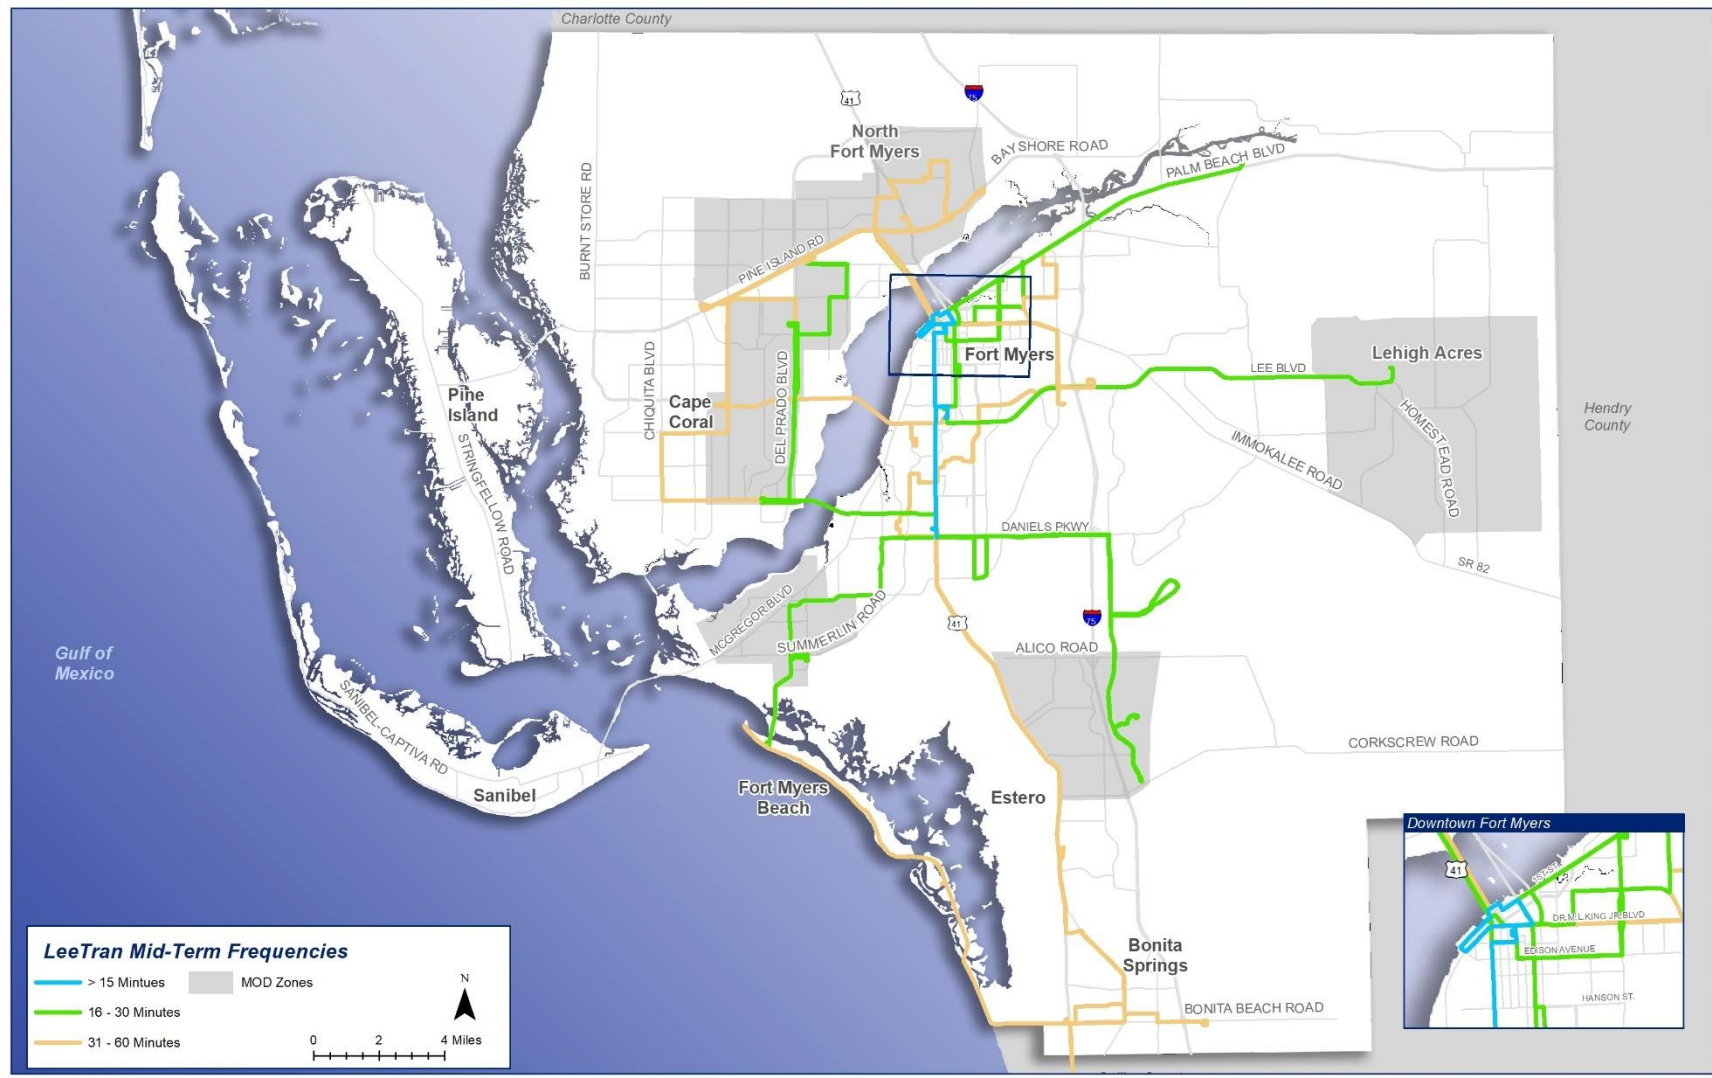 Charlotte County
41
75
North
Fort Myers
BAYSHORE ROAD
PALM BEACH BLVD
BURNT STORE RD
PINE ISLAND RD
Fort Myers
Lehigh Acres
LEE BLVD
CHIQUITA BLVD
DEL PRADO BLVD
Pine
Island
Cape
Coral
HOMESTEAD ROAD
Hendry
County
IMMOKALEE ROAD
STRINGFELLOW ROAD
DANIELS PKWY
SR 82
MCGREGOR BLVD
SUMMERLIN ROAD
41
75
ALICO ROAD
Gulf of
Mexico
SANIBEL-CAPTIVA RD
CORKSCREW ROAD
Sanibel
Fort Myers
Beach
Estero
Bonita
Springs
BONITA BEACH ROAD
Downtown Fort Myers
41
1ST ST.
DR.M L KING JR.BLVD
EDISON AVENUE
HANSON ST.
LeeTran Mid-Term Frequencies
> 15 Mintues
MOD Zones
16 - 30 Minutes
31 - 60 Minutes
N
0 2 4 Miles